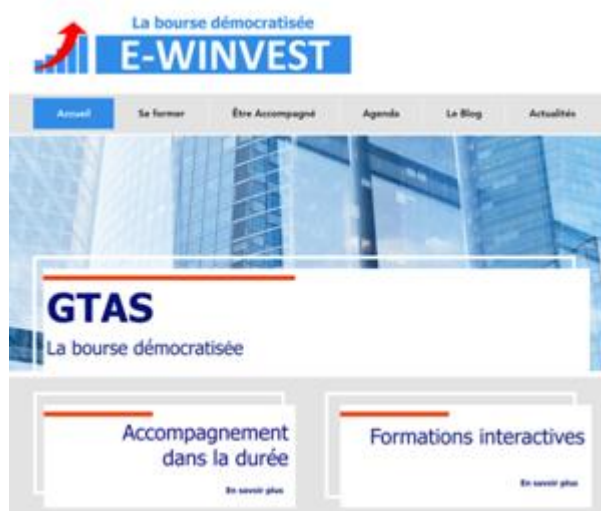 La bourse démocratisée
E-WINVEST
Accueil Se former Être Accompagné Agenda Le Blog Actualités
GTAS
La bourse démocratisée
Accompagnement
dans la durée
En savoir plus
Formations interactives
En savoir plus